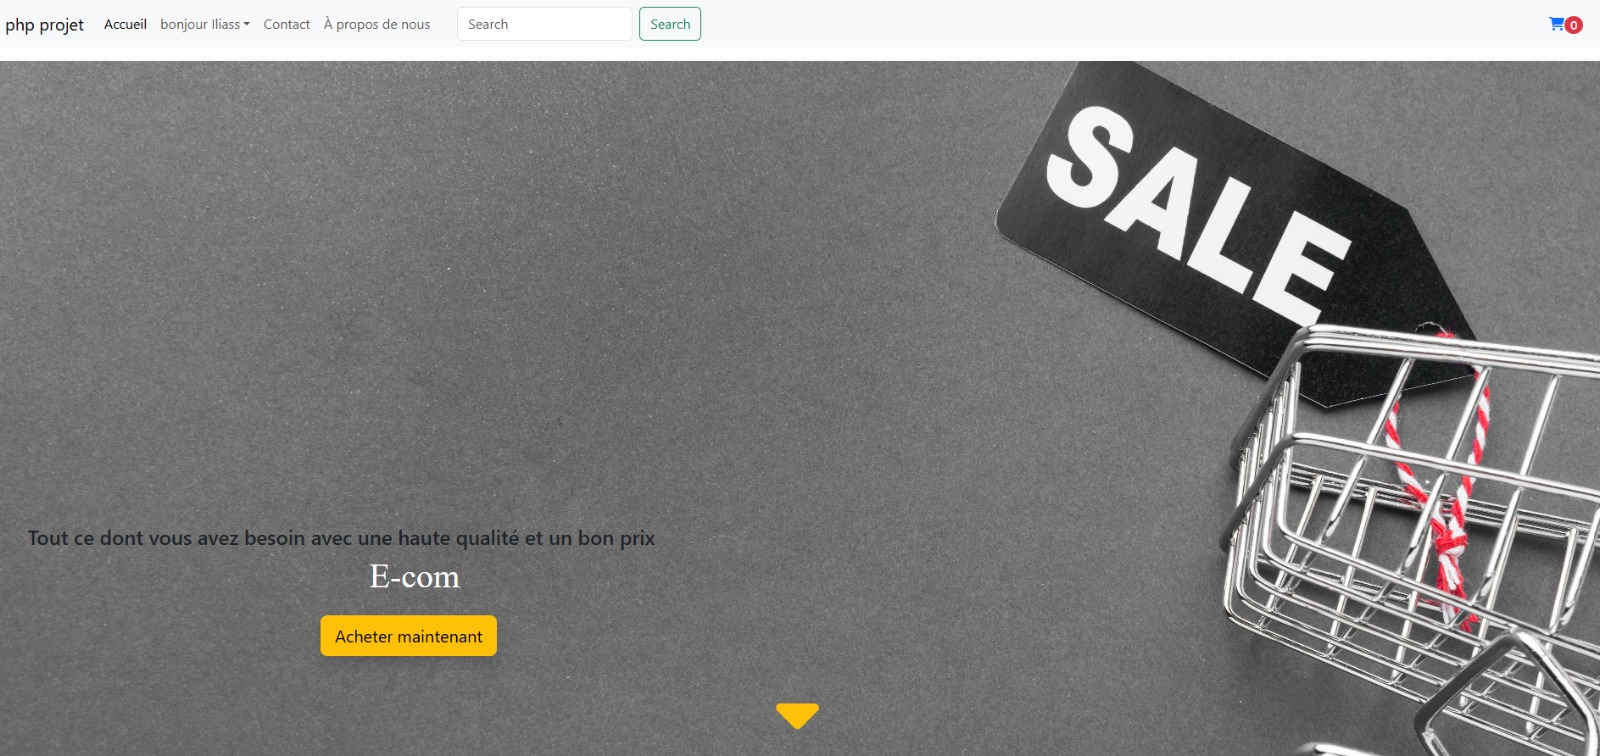 php projet Accueil bonjour Iliass Contact À propos de nous Search Search 0
SALE
Tout ce dont vous avez besoin avec une haute qualité et un bon prix
E-com
Acheter maintenant